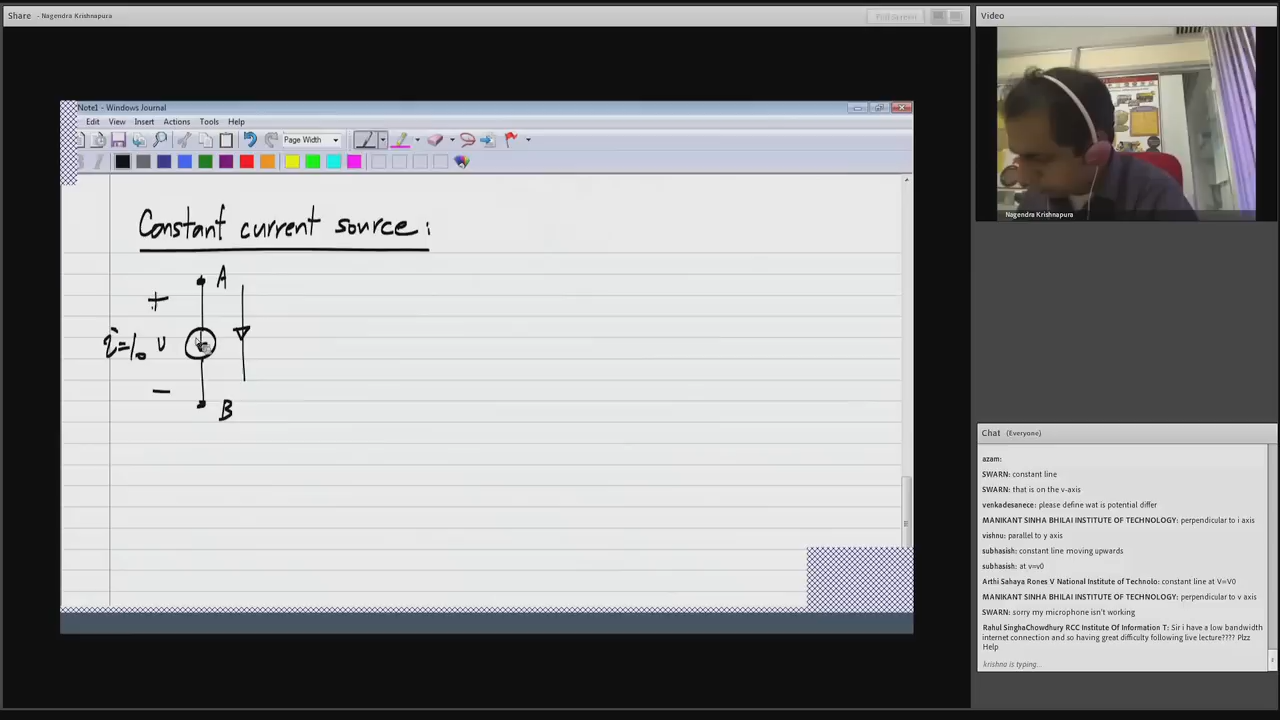 Share - Nagendra Krishnapura
Full screen
Video
Note1 - Windows Journal
Edit View Insert Actions Tools Help
Page Width
Constant current source:
A
+
v
-
B
Nagendra Krishnapura
Chat (Everyone)
azam:
SWARN: constant line
SWARN: that is on the v-axis
venkadesanece: please define wat is potential differ
MANIKANT SINHA BHILAI INSTITUTE OF TECHNOLOGY: perpendicular to i axis
vishnu: parallel to y axis
subhasish: constant line moving upwards
subhasish: at v=v0
Arthi Sahaya Rones V National Institute of Technolo: constant line at V=V0
MANIKANT SINHA BHILAI INSTITUTE OF TECHNOLOGY: perpendicular to v axis
SWARN: sorry my microphone isn't working
Rahul SinghaChowdhury RCC Institute Of Information T: Sir i have a low bandwidth
internet connection and so having great difficulty following live lecture???? Plzz
Help
krishna is typing...